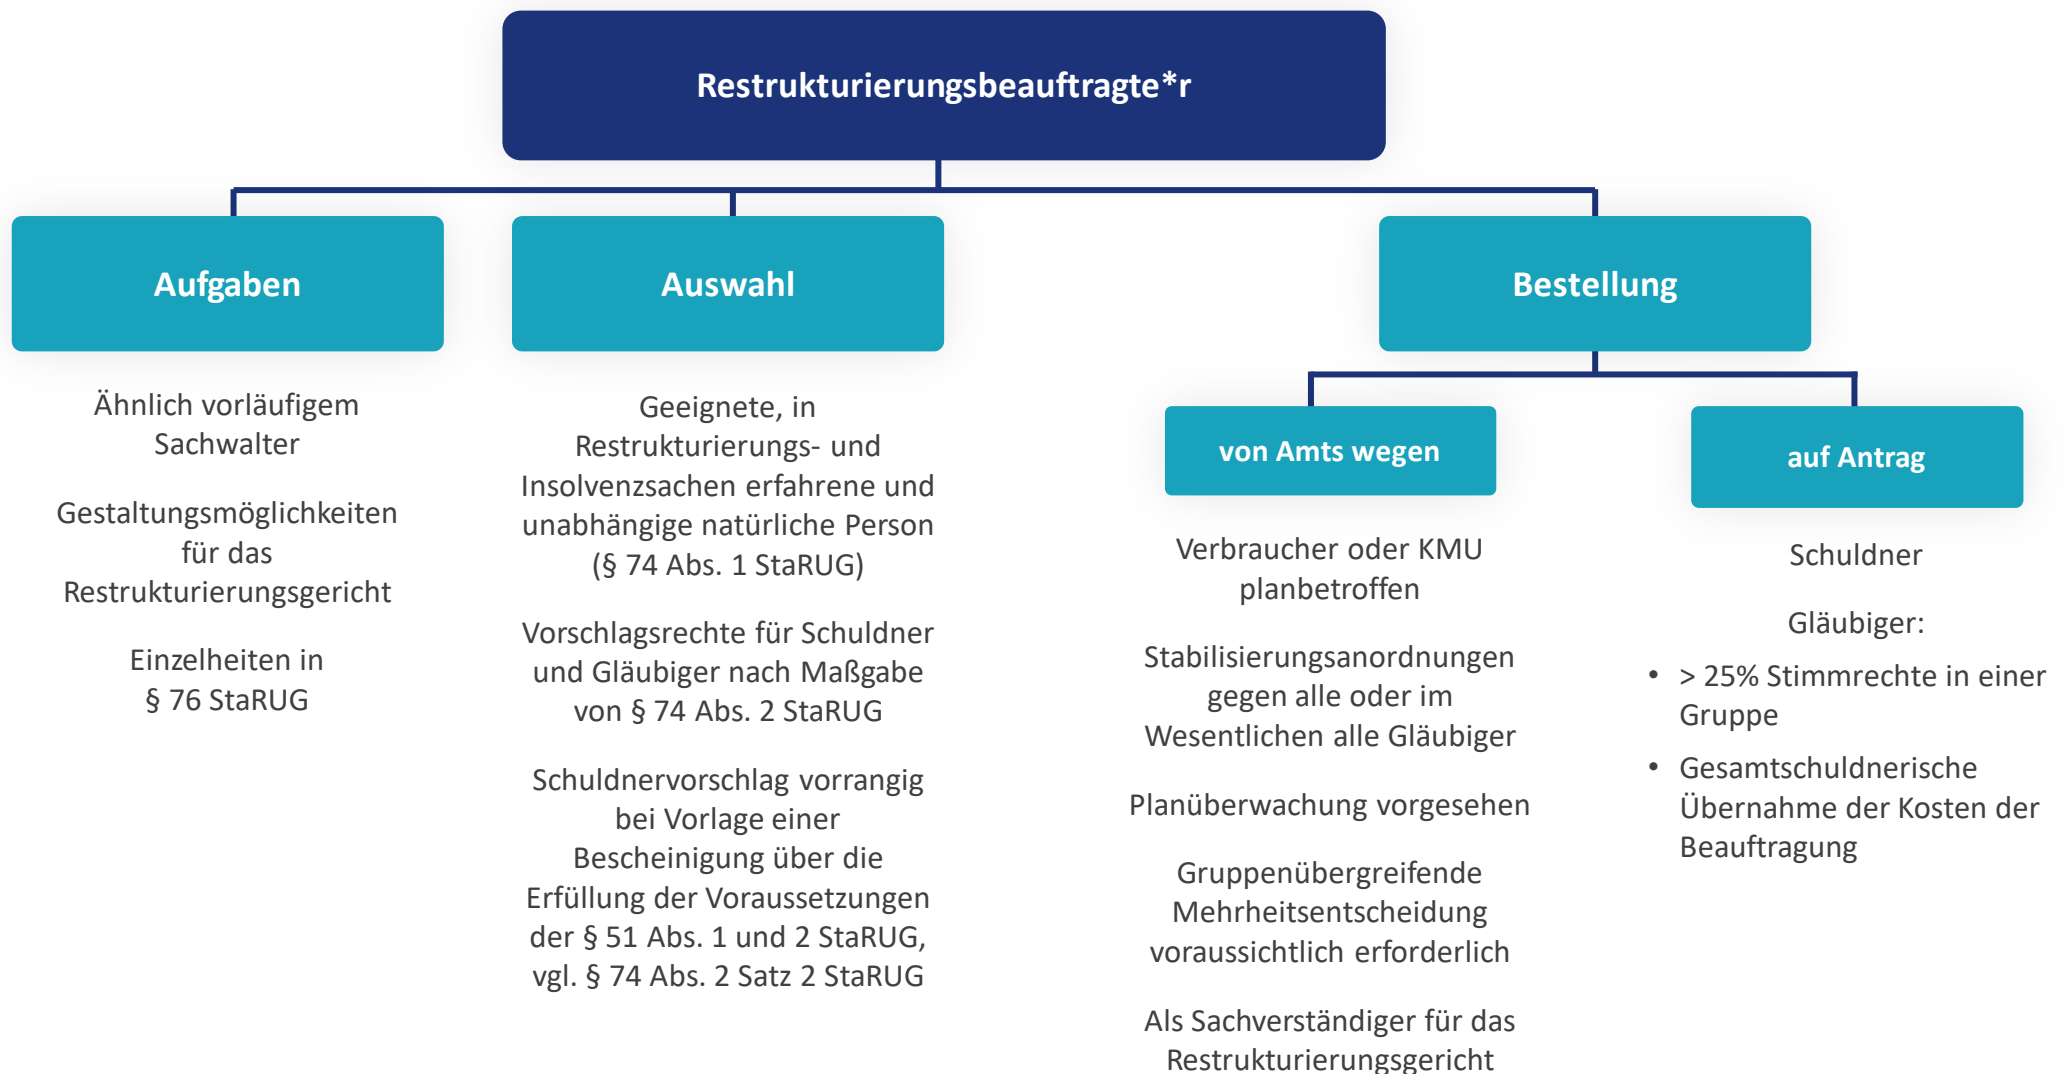 Restrukturierungsbeauftragte*r
Aufgaben
Ähnlich vorläufigem
Sachwalter
Gestaltungsmöglichkeiten
für das
Restrukturierungsgericht
Einzelheiten in
§ 76 StaRUG
Auswahl
Geeignete, in
Restrukturierungs- und
Insolvenzsachen erfahrene und
unabhängige natürliche Person
(§ 74 Abs. 1 StaRUG)
Vorschlagsrechte für Schuldner
und Gläubiger nach Maßgabe
von § 74 Abs. 2 StaRUG
Schuldnervorschlag vorrangig
bei Vorlage einer
Bescheinigung über die
Erfüllung der Voraussetzungen
der § 51 Abs. 1 und 2 StaRUG,
vgl. § 74 Abs. 2 Satz 2 StaRUG
Bestellung
von Amts wegen
Verbraucher oder KMU
planbetroffen
Stabilisierungsanordnungen
gegen alle oder im
Wesentlichen alle Gläubiger
Planüberwachung vorgesehen
Gruppenübergreifende
Mehrheitsentscheidung
voraussichtlich erforderlich
Als Sachverständiger für das
Restrukturierungsgericht
auf Antrag
Schuldner
Gläubiger:
• > 25% Stimmrechte in einer
Gruppe
• Gesamtschuldnerische
Übernahme der Kosten der
Beauftragung